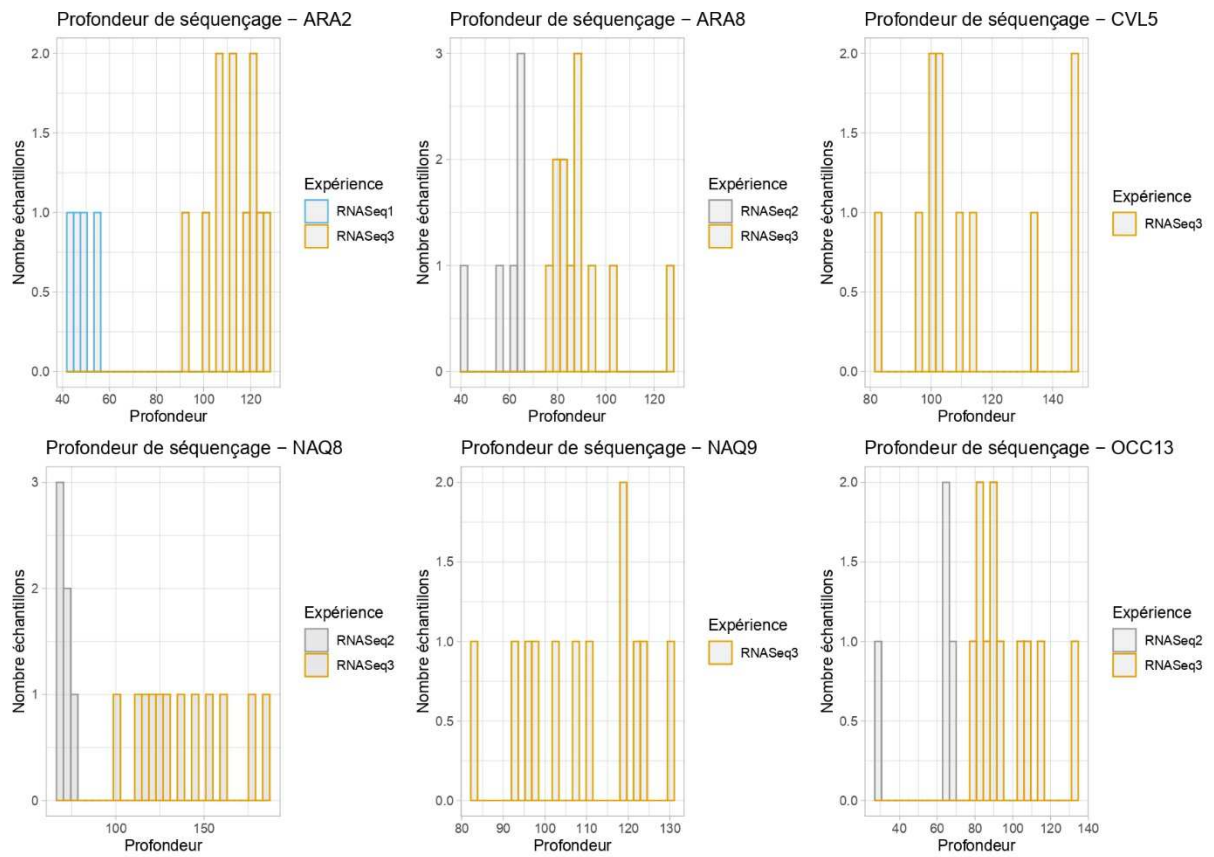 Profondeur de séquençage – ARA2
Nombre échantillons
2.0
1.5
1.0
0.5
0.0
40 60 80 100 120
Profondeur
Expérience
RNASeq1
RNASeq3
Profondeur de séquençage – ARA8
Nombre échantillons
3
2
1
0
40 60 80 100 120
Profondeur
Expérience
RNASeq2
RNASeq3
Profondeur de séquençage – CVL5
Nombre échantillons
2.0
1.5
1.0
0.5
0.0
80 100 120 140
Profondeur
Expérience
RNASeq3
Profondeur de séquençage – NAQ8
Nombre échantillons
3
2
1
0
100 150
Profondeur
Expérience
RNASeq2
RNASeq3
Profondeur de séquençage – NAQ9
Nombre échantillons
2.0
1.5
1.0
0.5
0.0
80 90 100 110 120 130
Profondeur
Expérience
RNASeq3
Profondeur de séquençage – OCC13
Nombre échantillons
2.0
1.5
1.0
0.5
0.0
40 60 80 100 120 140
Profondeur
Expérience
RNASeq2
RNASeq3